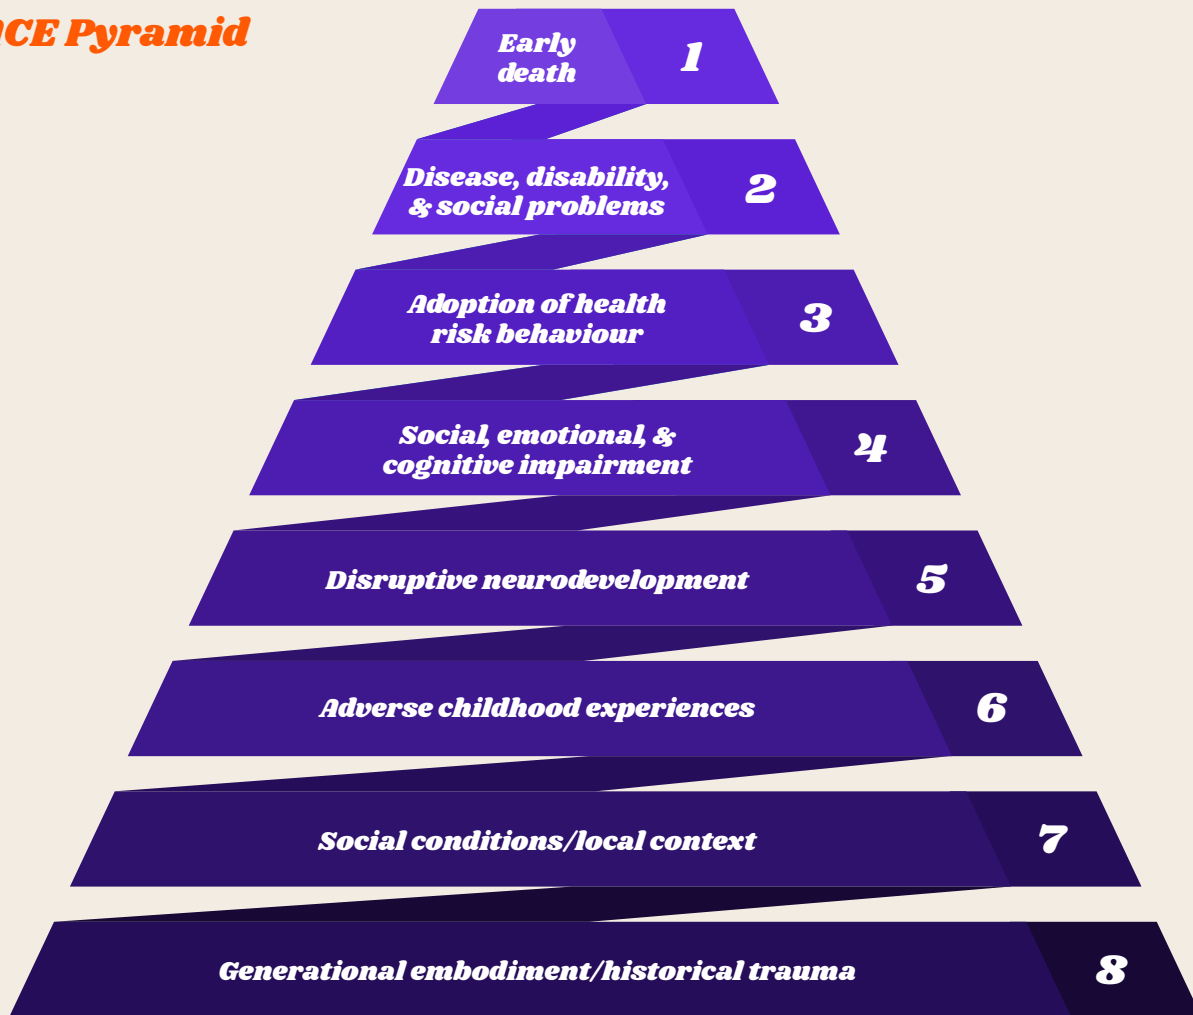 CE Pyramid
Early
death
1
Disease, disability,
& social problems
2
Adoption of health
risk behaviour
3
Social, emotional, &
cognitive impairment
4
Disruptive neurodevelopment
5
Adverse childhood experiences
6
Social conditions/local context
7
Generational embodiment/historical trauma
8